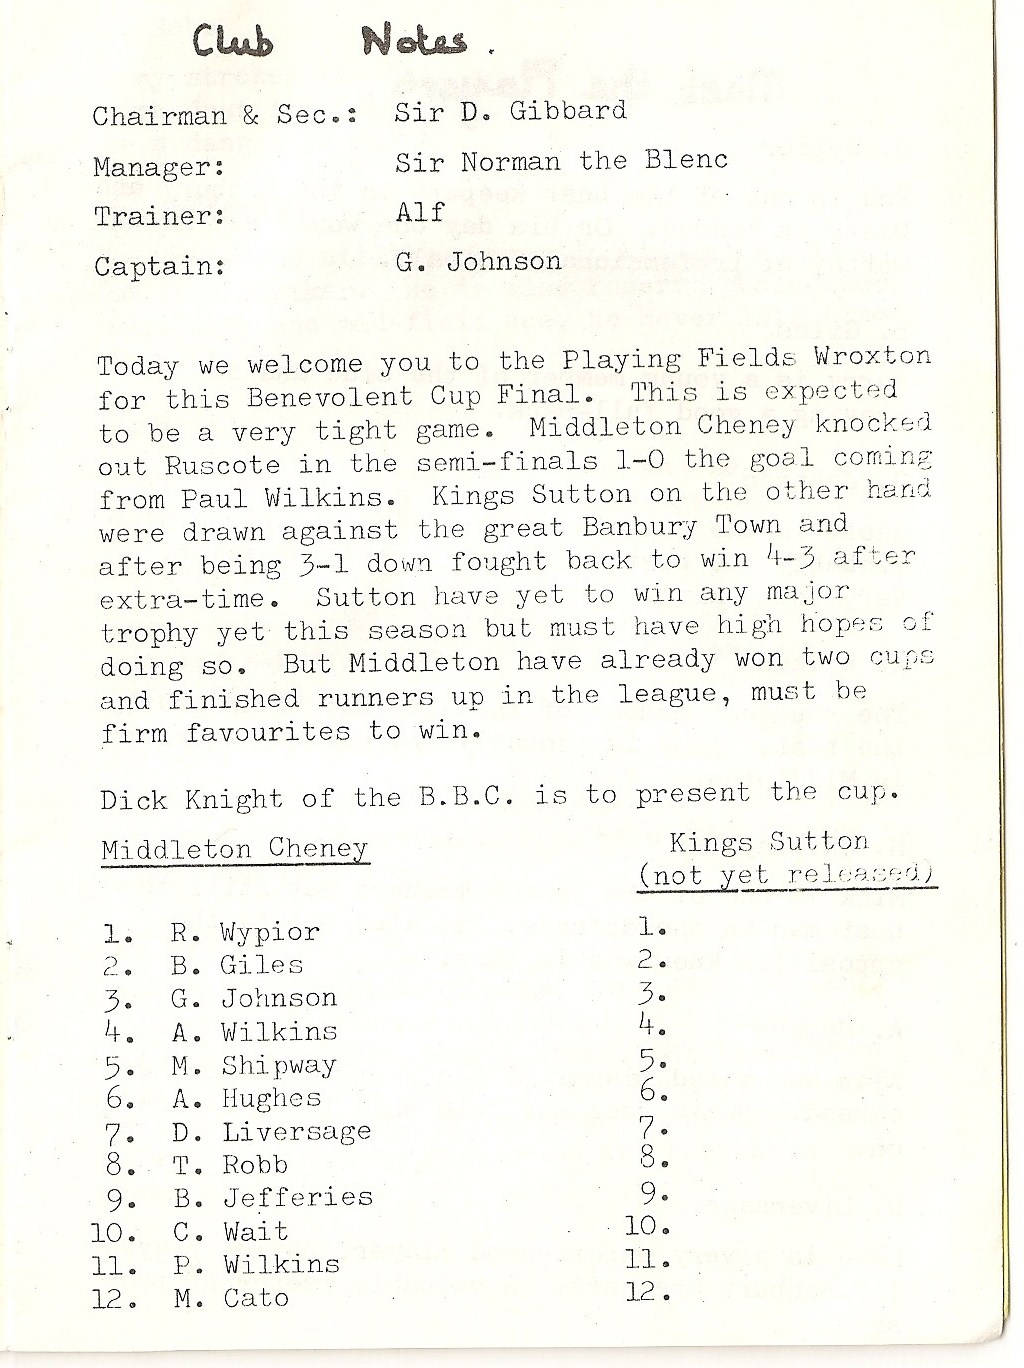 Club Notes.
Chairman & Sec.: Sir D. Gibbard
Manager: Sir Norman the Blenc
Trainer: Alf
Captain: G. Johnson
Today we welcome you to the Playing Fields Wroxton
for this Benevolent Cup Final. This is expected
to be a very tight game. Middleton Cheney knocked
out Ruscote in the semi-finals 1-0 the goal coming
from Paul Wilkins. Kings Sutton on the other hand
were drawn against the great Banbury Town and
after being 3-1 down fought back to win 4-3 after
extra-time. Sutton have yet to win any major
trophy yet this season but must have high hopes of
doing so. But Middleton have already won two cups
and finished runners up in the league, must be
firm favourites to win.
Dick Knight of the B.B.C. is to present the cup.
Middleton Cheney
1. R. Wypior
2. B. Giles
3. G. Johnson
4. A. Wilkins
5. M. Shipway
6. A. Hughes
7. D. Liversage
8. T. Robb
9. B. Jefferies
10. C. Wait
11. P. Wilkins
12. M. Cato
Kings Sutton
(not yet released)
1.
2.
3.
4.
5.
6.
7.
8.
9.
10.
11.
12.